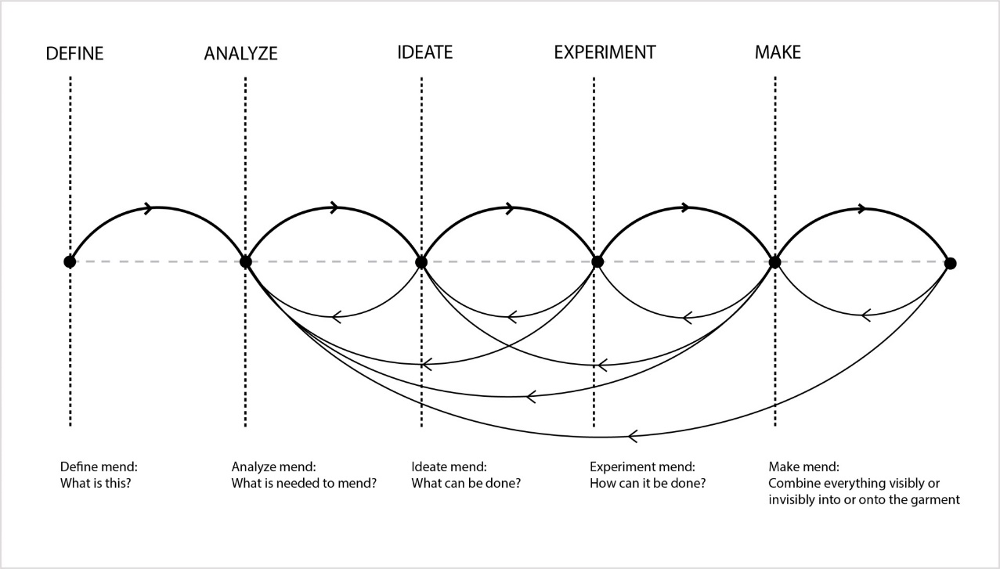 DEFINE
ANALYZE
IDEATE
EXPERIMENT
MAKE
Define mend:
What is this?
Analyze mend:
What is needed to mend?
Ideate mend:
What can be done?
Experiment mend:
How can it be done?
Make mend:
Combine everything visibly or
invisibly into or onto the garment